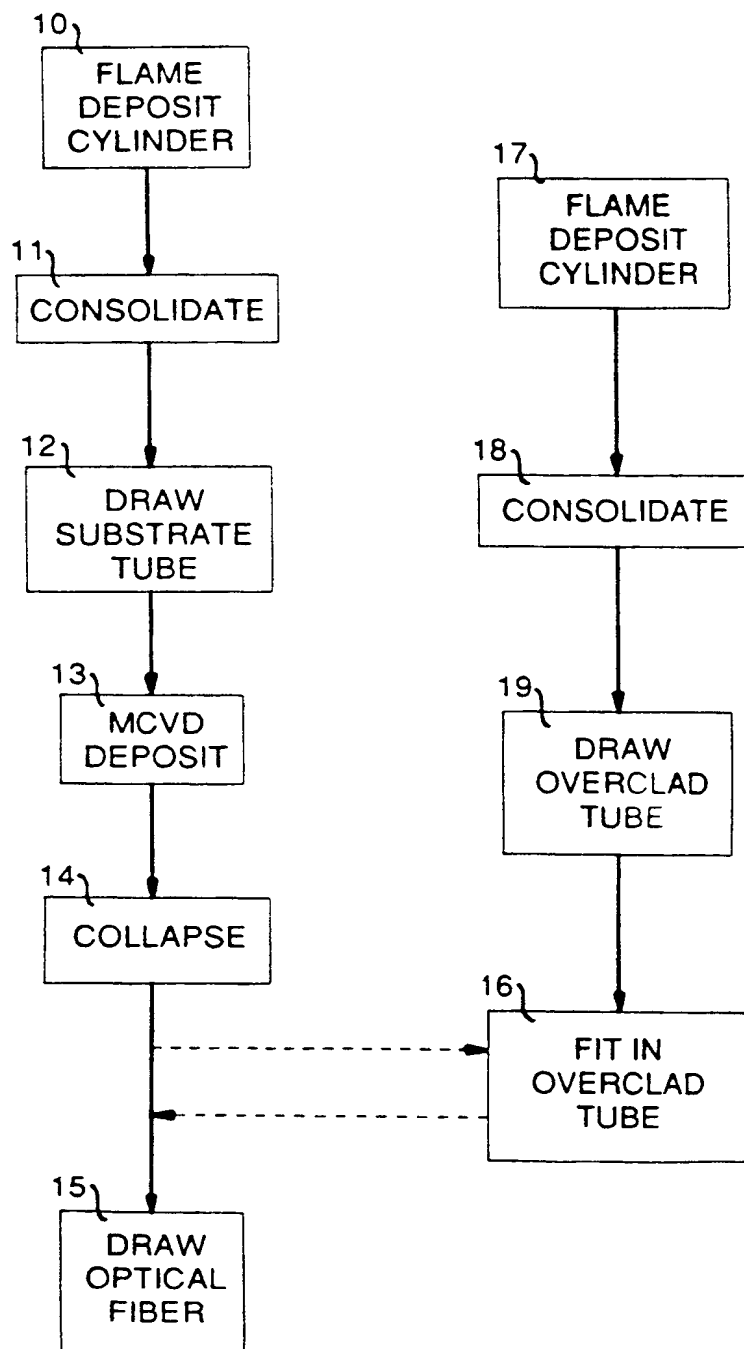 10
FLAME
DEPOSIT
CYLINDER
11
CONSOLIDATE
12
DRAW
SUBSTRATE
TUBE
13
MCVD
DEPOSIT
14
COLLAPSE
15
DRAW
OPTICAL
FIBER
17
FLAME
DEPOSIT
CYLINDER
18
CONSOLIDATE
19
DRAW
OVERCLAD
TUBE
16
FIT IN
OVERCLAD
TUBE